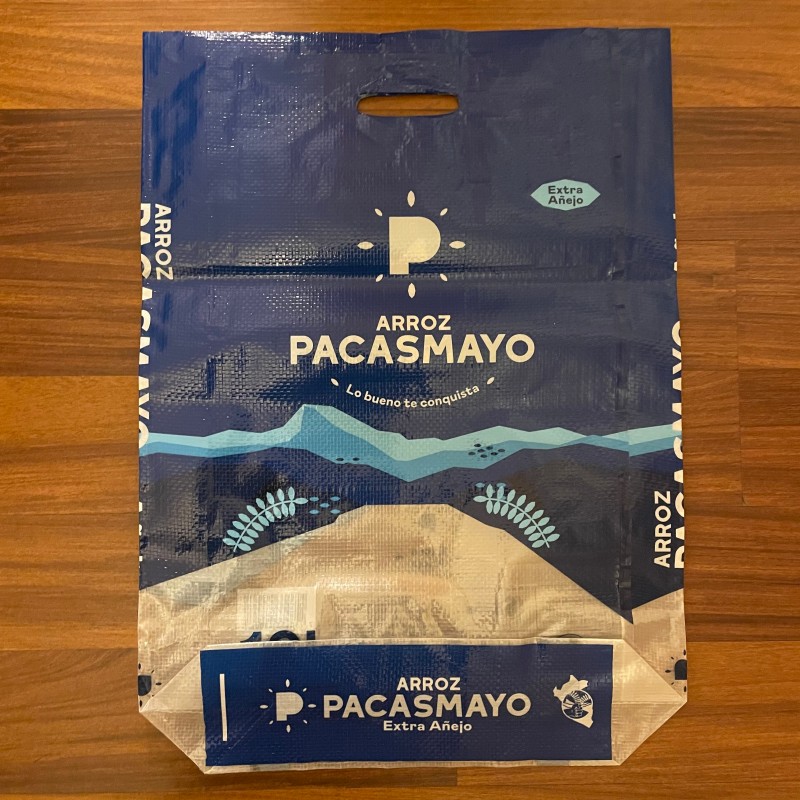 Extra
Añejo
P
ARROZ
PACASMAYO
Lo bueno te conquista
ARROZ
PACASMAYO
ARROZ
PACASMAYO
P
ARROZ
PACASMAYO
Extra Añejo